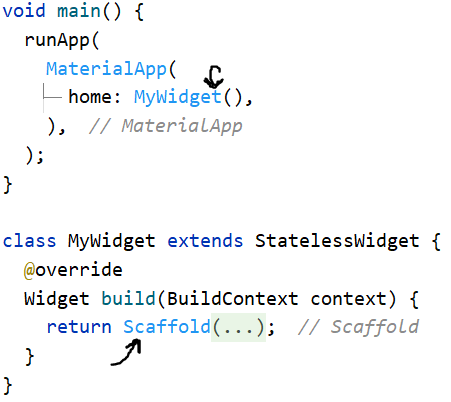 void main() {
runApp(
MaterialApp(
home: MyWidget(),
), // MaterialApp
);
}
class MyWidget extends StatelessWidget {
@override
Widget build(BuildContext context) {
return Scaffold(...); // Scaffold
}
}